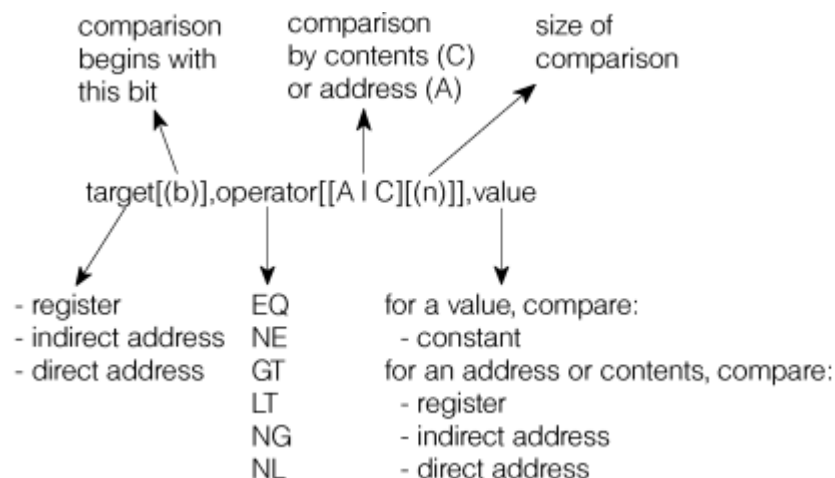 comparison
begins with
this bit
comparison
by contents (C)
or address (A)
size of
comparison
target[(b)],operator[[A | C][(n)]],value
- register
- indirect address
- direct address
EQ
NE
GT
LT
NG
NL
for a value, compare:
- constant
for an address or contents, compare:
- register
- indirect address
- direct address